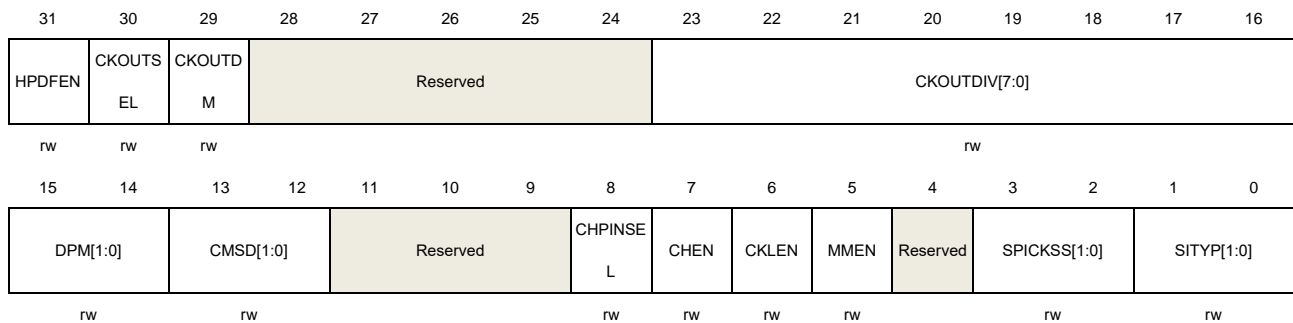 31 30 29 28 27 26 25 24 23 22 21 20 19 18 17 16
HPDFEN CKOUTS EL CKOUTD M Reserved CKOUTDIV[7:0]
rw rw rw rw
15 14 13 12 11 10 9 8 7 6 5 4 3 2 1 0
DPM[1:0] CMSD[1:0] Reserved CHPINSE L CHEN CKLEN MMEN Reserved SPICKSS[1:0] SITYP[1:0]
rw rw rw rw rw rw rw rw